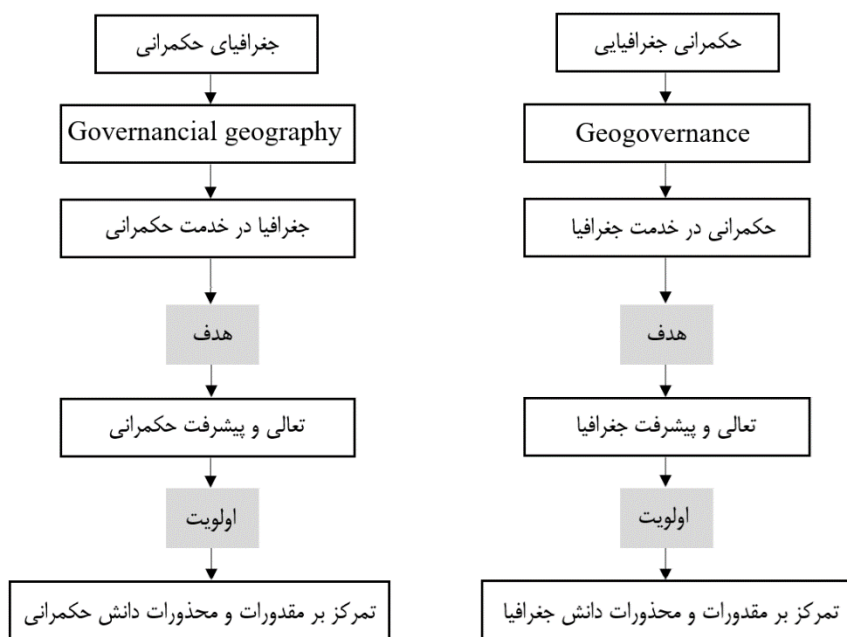 حکمرانی جغرافیایی
Geogovernance
حکمرانی در خدمت جغرافیا
هدف
تعالی و پیشرفت جغرافیا
اولویت
تمرکز بر مقدورات و محذورات دانش جغرافیا
جغرافیای حکمرانی
Governancial geography
جغرافیا در خدمت حکمرانی
هدف
تعالی و پیشرفت حکمرانی
اولویت
تمرکز بر مقدورات و محذورات دانش حکمرانی